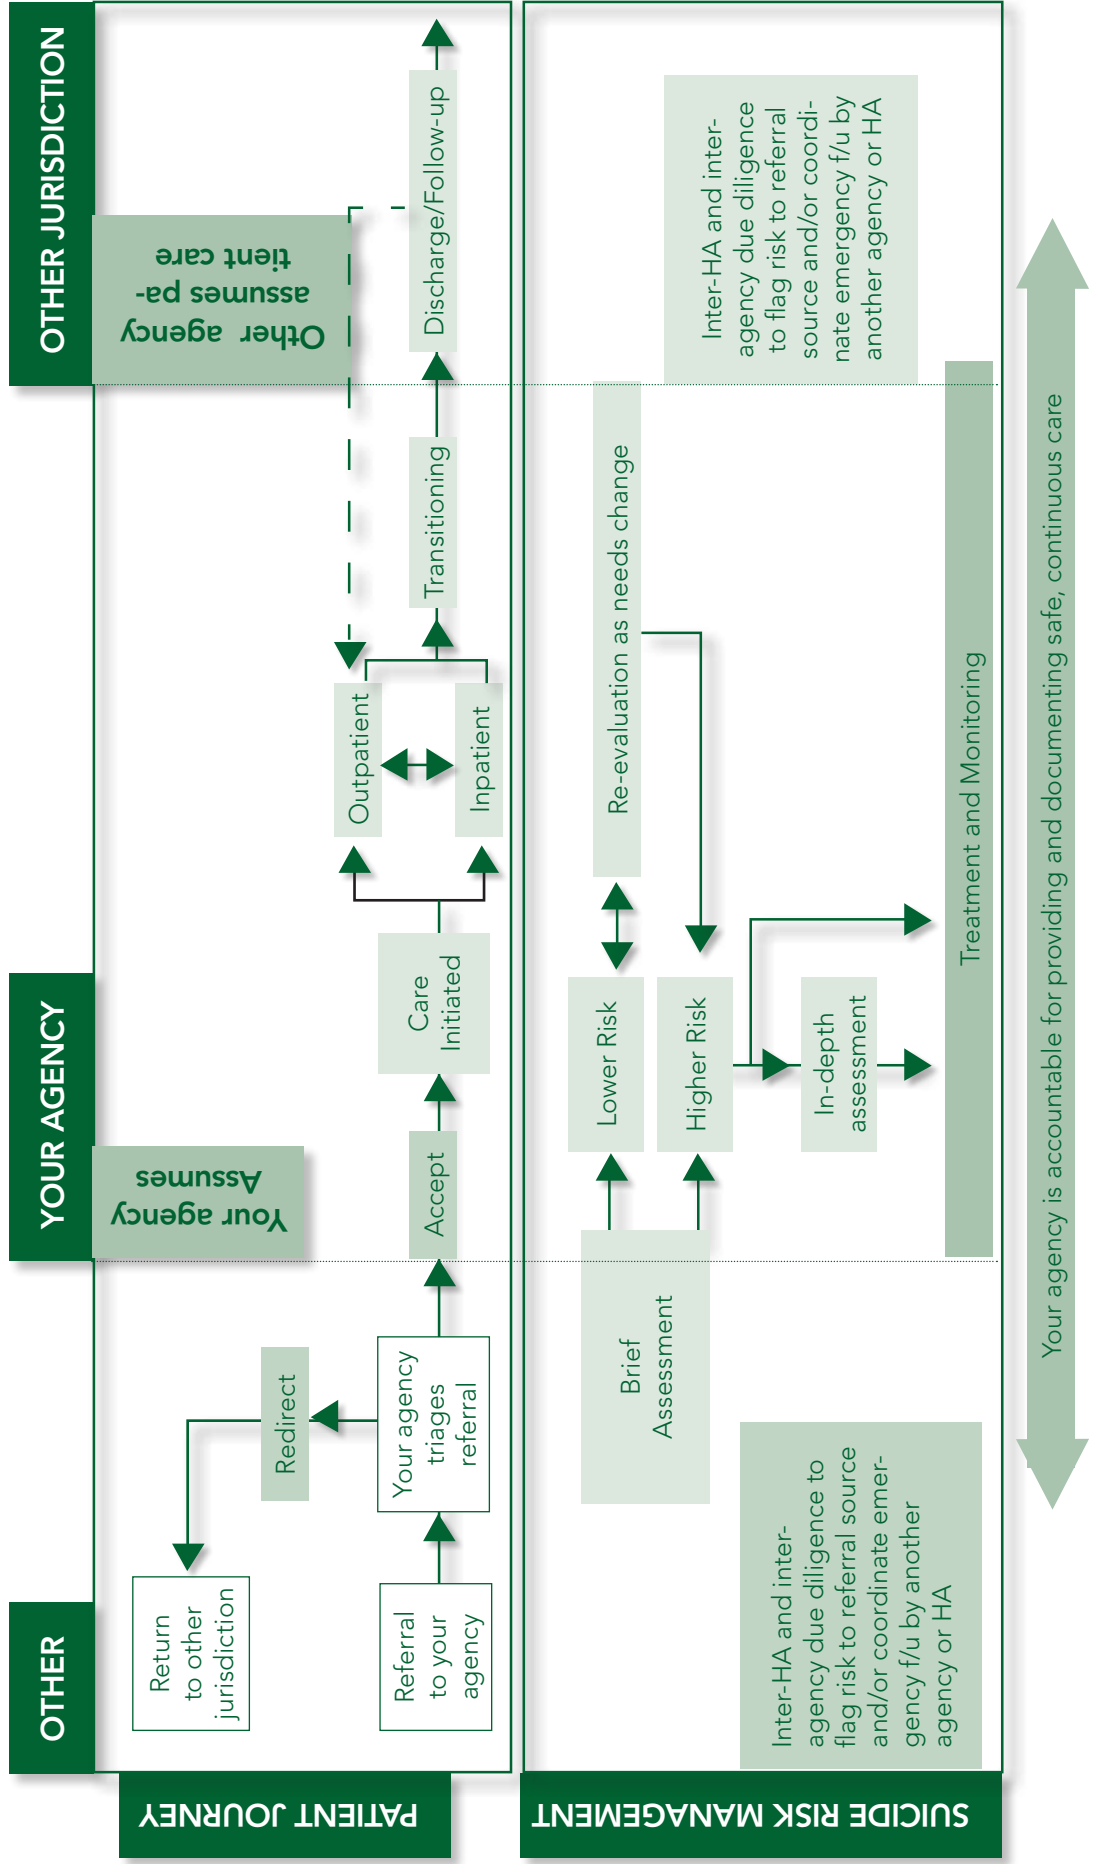 OTHER
YOUR AGENCY
OTHER JURISDICTION
PATIENT JOURNEY
Return
to other
jurisdiction
Referral
to your
agency
Redirect
Your agency
triages
referral
Your agency
Assumes
Accept
Care
Initiated
Outpatient
Inpatient
Transitioning
Other agency
assumes pa-
tient care
Discharge/Follow-up
SUICIDE RISK MANAGEMENT
Inter-HA and inter-
agency due diligence to
flag risk to referral source
and/or coordinate emer-
gency f/u by another
agency or HA
Brief
Assessment
Lower Risk
Higher Risk
In-depth
assessment
Re-evaluation as needs change
Treatment and Monitoring
Inter-HA and inter-
agency due diligence
to flag risk to referral
source and/or coordi-
nate emergency f/u by
another agency or HA
Your agency is accountable for providing and documenting safe, continuous care